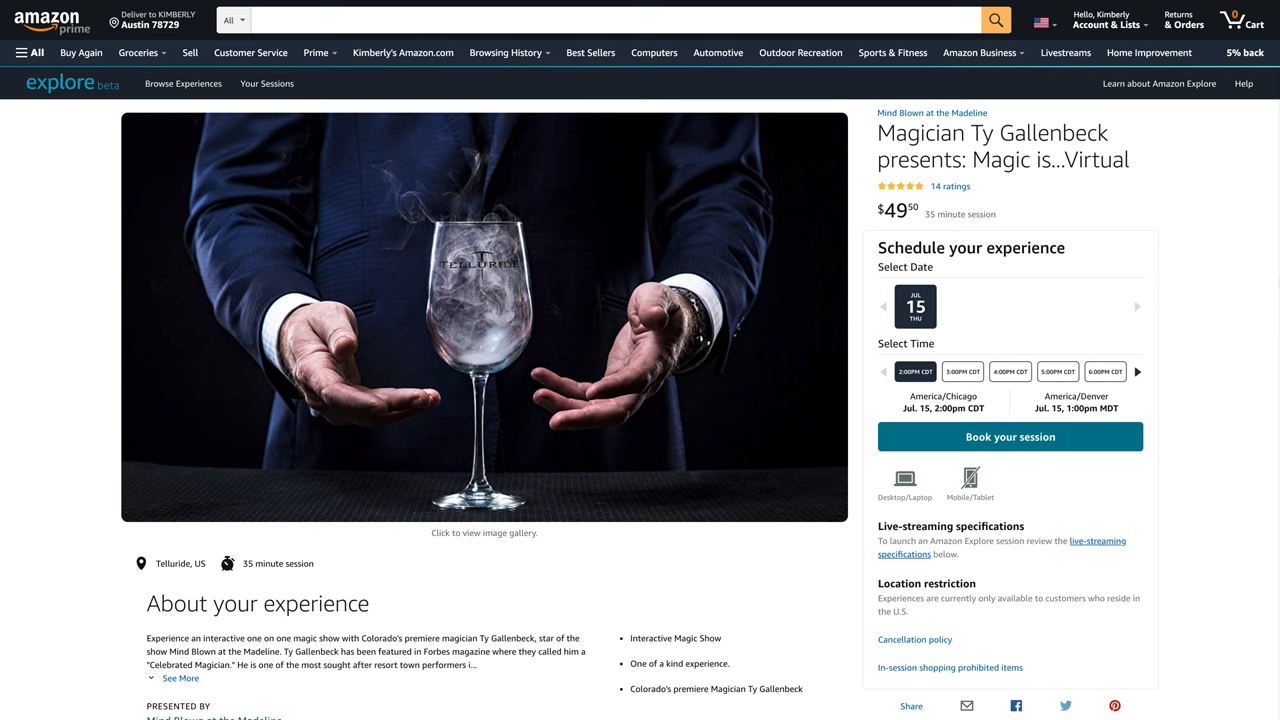 amazon
prime
Deliver to KIMBERLY
Austin 78729
All
Hello, Kimberly
Account & Lists
Returns
& Orders
0
Cart
All
Buy Again
Groceries
Sell
Customer Service
Prime
Kimberly's Amazon.com
Browsing History
Best Sellers
Computers
Automotive
Outdoor Recreation
Sports & Fitness
Amazon Business
Livestreams
Home Improvement
5% back
explore beta
Browse Experiences
Your Sessions
Learn about Amazon Explore
Help
TELLURIDE
Click to view image gallery.
Telluride, US
35 minute session
About your experience
Experience an interactive one on one magic show with Colorado's premiere magician Ty Gallenbeck, star of the
show Mind Blown at the Madeline. Ty Gallenbeck has been featured in Forbes magazine where they called him a
"Celebrated Magician." He is one of the most sought after resort town performers i...
See More
PRESENTED BY
Mind Blown at the Madeline
• Interactive Magic Show
• One of a kind experience.
• Colorado's premiere Magician Ty Gallenbeck
Mind Blown at the Madeline
Magician Ty Gallenbeck
presents: Magic is...Virtual
14 ratings
$49 50 35 minute session
Schedule your experience
Select Date
JUL
15
THU
Select Time
2:00PM CDT
3:00PM CDT
4:00PM CDT
5:00PM CDT
6:00PM CDT
America/Chicago
Jul. 15, 2:00pm CDT
America/Denver
Jul. 15, 1:00pm MDT
Book your session
Desktop/Laptop
Mobile/Tablet
Live-streaming specifications
To launch an Amazon Explore session review the live-streaming
specifications below.
Location restriction
Experiences are currently only available to customers who reside in
the U.S.
Cancellation policy
In-session shopping prohibited items
Share